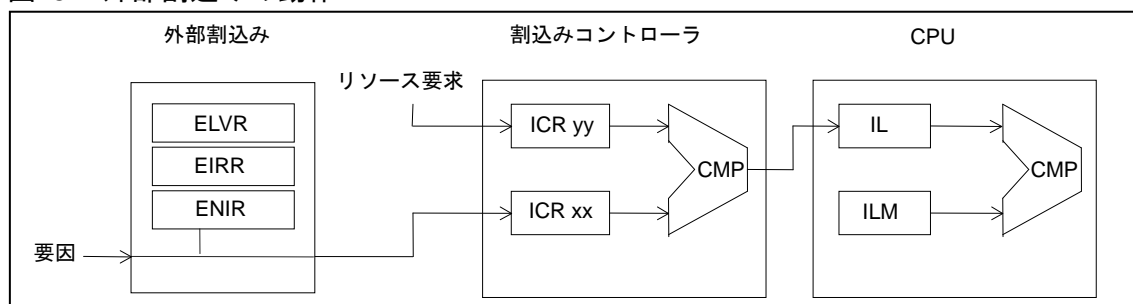 外部割込み
割込みコントローラ
CPU
リソース要求
ELVR
EIRR
ENIR
要因
ICR yy
ICR xx
CMP
IL
ILM
CMP